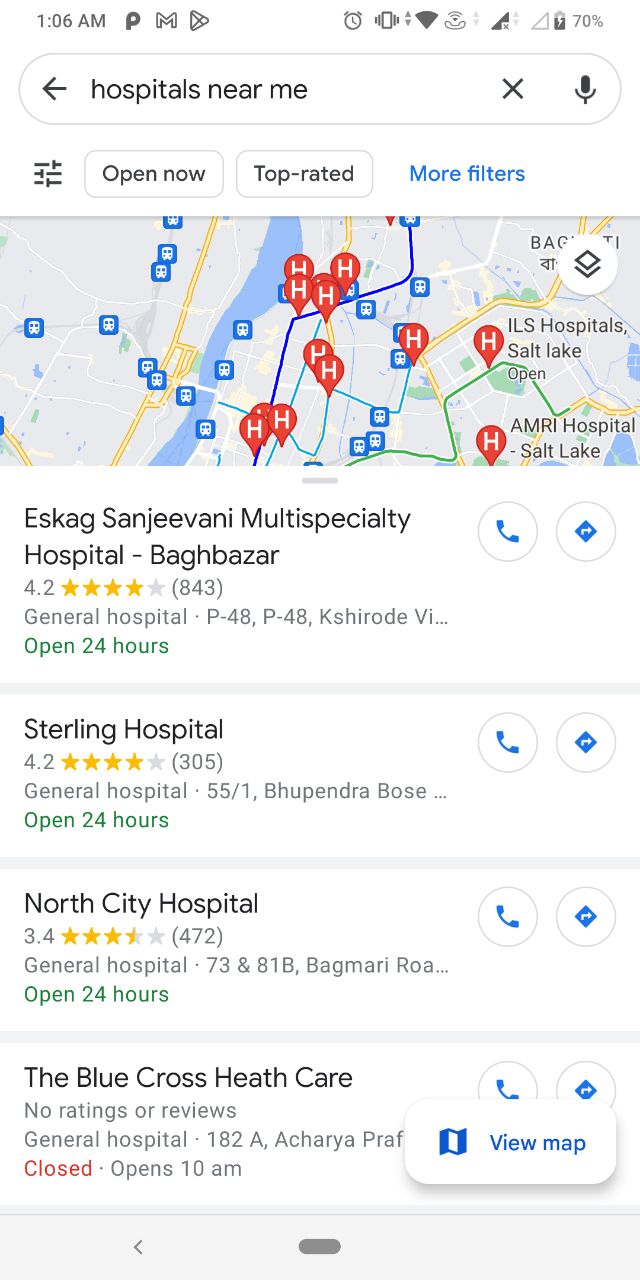 1:06 AM
70%
hospitals near me
Open now
Top-rated
More filters
ILS Hospitals,
Salt lake
Open
AMRI Hospital
- Salt Lake
Eskag Sanjeevani Multispecialty
Hospital - Baghbazar
4.2 (843)
General hospital · P-48, P-48, Kshirode Vi...
Open 24 hours
Sterling Hospital
4.2 (305)
General hospital · 55/1, Bhupendra Bose ...
Open 24 hours
North City Hospital
3.4 (472)
General hospital · 73 & 81B, Bagmari Roa...
Open 24 hours
The Blue Cross Heath Care
No ratings or reviews
General hospital · 182 A, Acharya Praf
Closed · Opens 10 am
View map